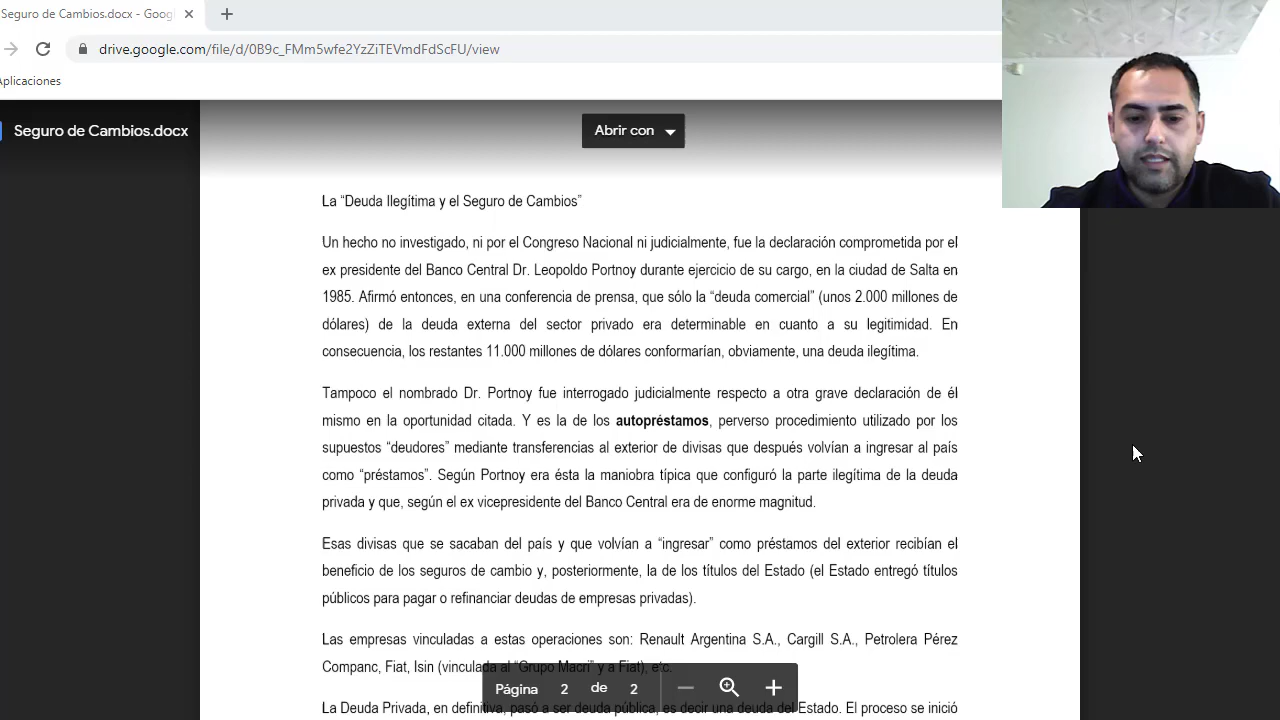 Seguro de Cambios.docx - Goog
drive.google.com/file/d/0B9c_FMm5wfe2YzZiTEVmdFdScFU/view
Aplicaciones
Seguro de Cambios.docx
Abrir con
La “Deuda Ilegítima y el Seguro de Cambios”
Un hecho no investigado, ni por el Congreso Nacional ni judicialmente, fue la declaración comprometida por el
ex presidente del Banco Central Dr. Leopoldo Portnoy durante ejercicio de su cargo, en la ciudad de Salta en
1985. Afirmó entonces, en una conferencia de prensa, que sólo la “deuda comercial” (unos 2.000 millones de
dólares) de la deuda externa del sector privado era determinable en cuanto a su legitimidad. En
consecuencia, los restantes 11.000 millones de dólares conformarían, obviamente, una deuda ilegítima.
Tampoco el nombrado Dr. Portnoy fue interrogado judicialmente respecto a otra grave declaración de él
mismo en la oportunidad citada. Y es la de los autopréstamos, perverso procedimiento utilizado por los
supuestos “deudores” mediante transferencias al exterior de divisas que después volvían a ingresar al país
como “préstamos”. Según Portnoy era ésta la maniobra típica que configuró la parte ilegítima de la deuda
privada y que, según el ex vicepresidente del Banco Central era de enorme magnitud.
Esas divisas que se sacaban del país y que volvían a “ingresar” como préstamos del exterior recibían el
beneficio de los seguros de cambio y, posteriormente, la de los títulos del Estado (el Estado entregó títulos
públicos para pagar o refinanciar deudas de empresas privadas).
Las empresas vinculadas a estas operaciones son: Renault Argentina S.A., Cargill S.A., Petrolera Pérez
Companc, Fiat, Isin (vinculada al “Grupo Macri” y a Fiat), etc.
Página 2 de 2
La Deuda Privada, en definitiva, pasó a ser deuda pública, es decir una deuda del Estado. El proceso se inició